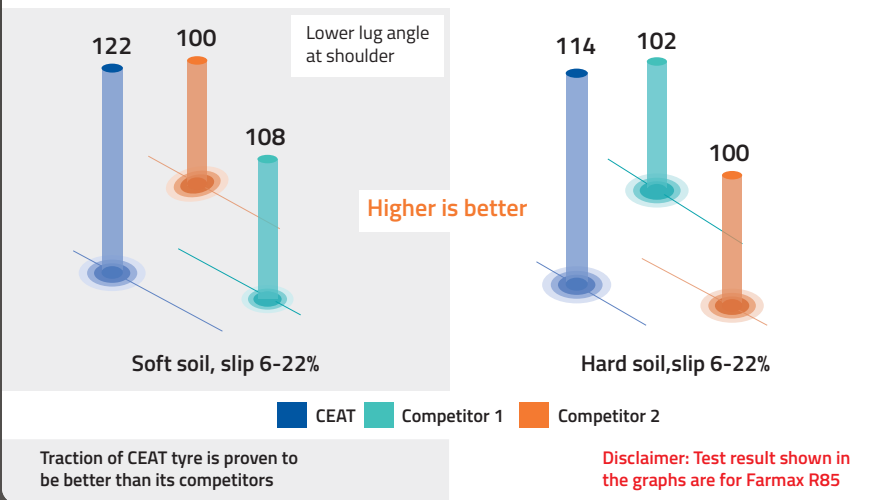 Lower lug angle
at shoulder
122
100
108
114
102
100
Higher is better
Soft soil, slip 6-22%
Hard soil,slip 6-22%
CEAT
Competitor 1
Competitor 2
Traction of CEAT tyre is proven to
be better than its competitors
Disclaimer: Test result shown in
the graphs are for Farmax R85